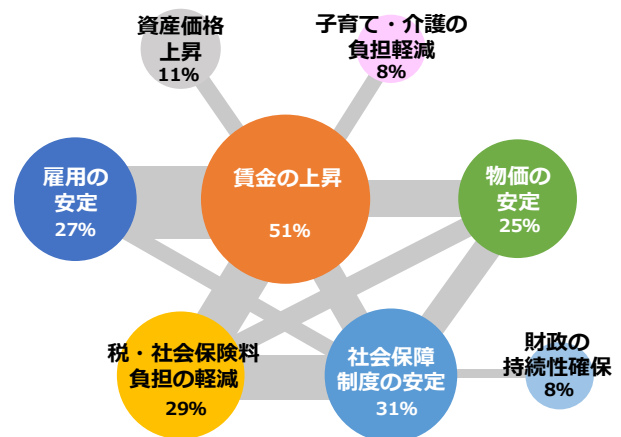 資産価格
上昇
11%
子育て・介護の
負担軽減
8%
雇用の
安定
27%
賃金の上昇
51%
物価の
安定
25%
税・社会保険料
負担の軽減
29%
社会保障
制度の安定
31%
財政の
持続性確保
8%